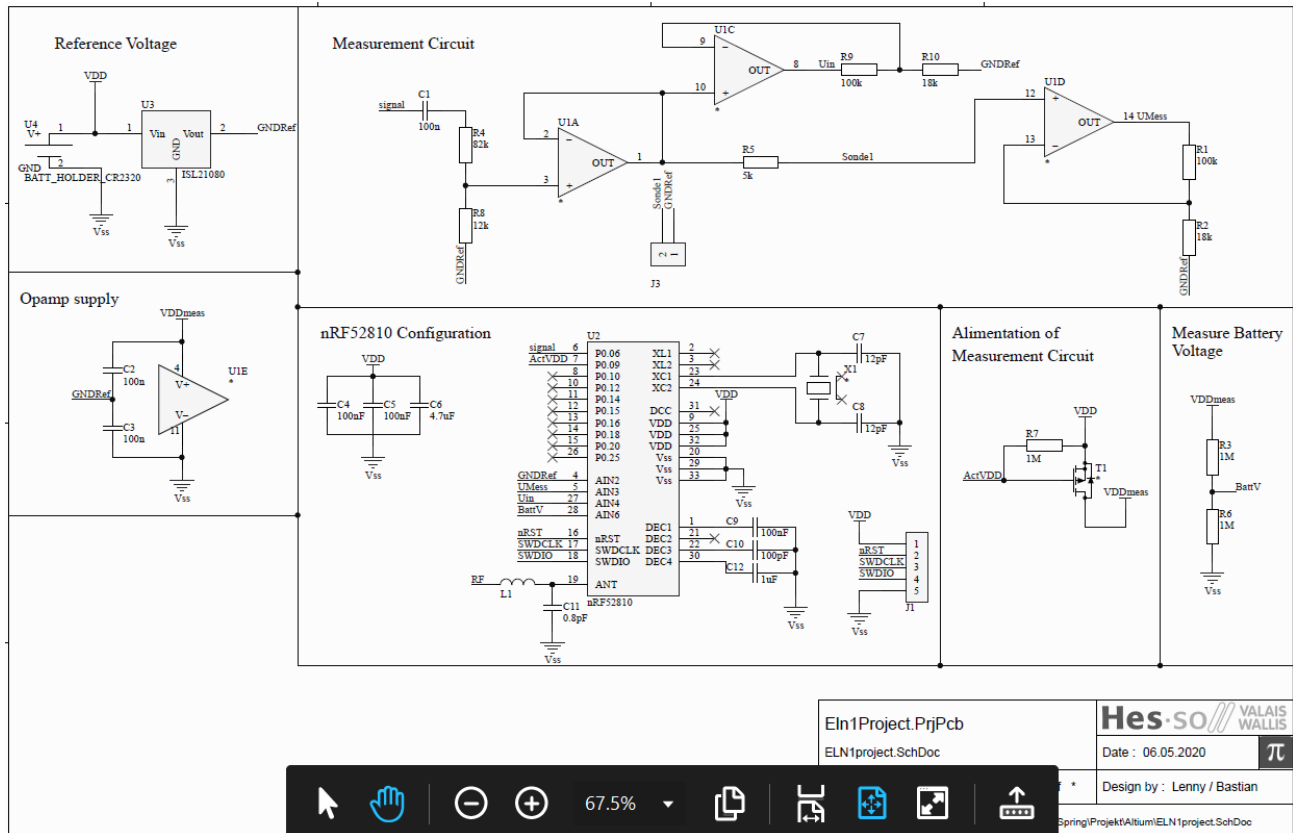 Reference Voltage
VDD
U3
U4
V+
1
1
Vin
Vout
2
GNDRef
GND
2
GND
BATT_HOLDER_CR2320
3
ISL21080
Vss
Vss
Measurement Circuit
signal
C1
100n
R4
82k
R8
12k
GNDRef
U1A
2
3
OUT
1
*
U1C
9
10
OUT
8
Uin
*
R9
100k
R10
18k
GNDRef
R5
5k
Sonde1
Sonde1
GNDRef
2
1
J3
U1D
12
13
OUT
14 UMess
*
R1
100k
R2
18k
GNDRef
Opamp supply
VDDmeas
C2
100n
GNDRef
C3
100n
4
V+
V−
11
U1E
*
Vss
nRF52810 Configuration
VDD
C4
100nF
C5
100nF
C6
4.7uF
Vss
U2
signal 6 P0.06
ActVDD 7 P0.09
8 P0.10
10 P0.12
11 P0.14
12 P0.15
13 P0.16
14 P0.18
15 P0.20
26 P0.25
GNDRef 4 AIN2
UMess 5 AIN3
Uin 27 AIN4
BattV 28 AIN6
nRST 16 nRST
SWDCLK 17 SWDCLK
SWDIO 18 SWDIO
RF
L1
19 ANT
nRF52810
C11
0.8pF
Vss
XL1 2
XL2 3
XC1 23
XC2 24
DCC 31
VDD 9
VDD 25
VDD 32
Vss 20
Vss 29
Vss 33
DEC1 1
DEC2 21
DEC3 22
DEC4 30
VDD
Vss
C7
12pF
X1
*
C8
12pF
Vss
C9
100nF
C10
100pF
C12
1uF
Vss
VDD
nRST
SWDCLK
SWDIO
1
2
3
4
5
J1
Vss
Alimentation of
Measurement Circuit
VDD
R7
1M
ActVDD
T1
*
VDDmeas
Measure Battery
Voltage
VDDmeas
R3
1M
BattV
R6
1M
Vss
Eln1Project.PrjPcb
ELN1project.SchDoc
Hes·so// VALAIS
WALLIS
Date : 06.05.2020
π
f *
Design by : Lenny / Bastian
Spring\Projekt\Altium\ELN1project.SchDoc
67.5%